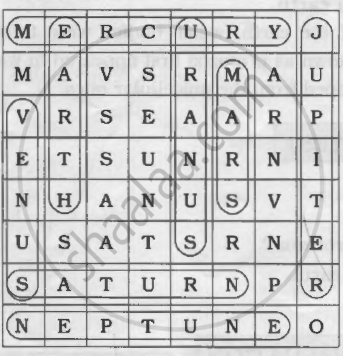 M E R C U R Y J
M A V S R M A U
V R S E A A R P
E T S U N R N I
N H A N U S V T
U S A T S R N E
S A T U R N P R
N E P T U N E O
shaalaa.com